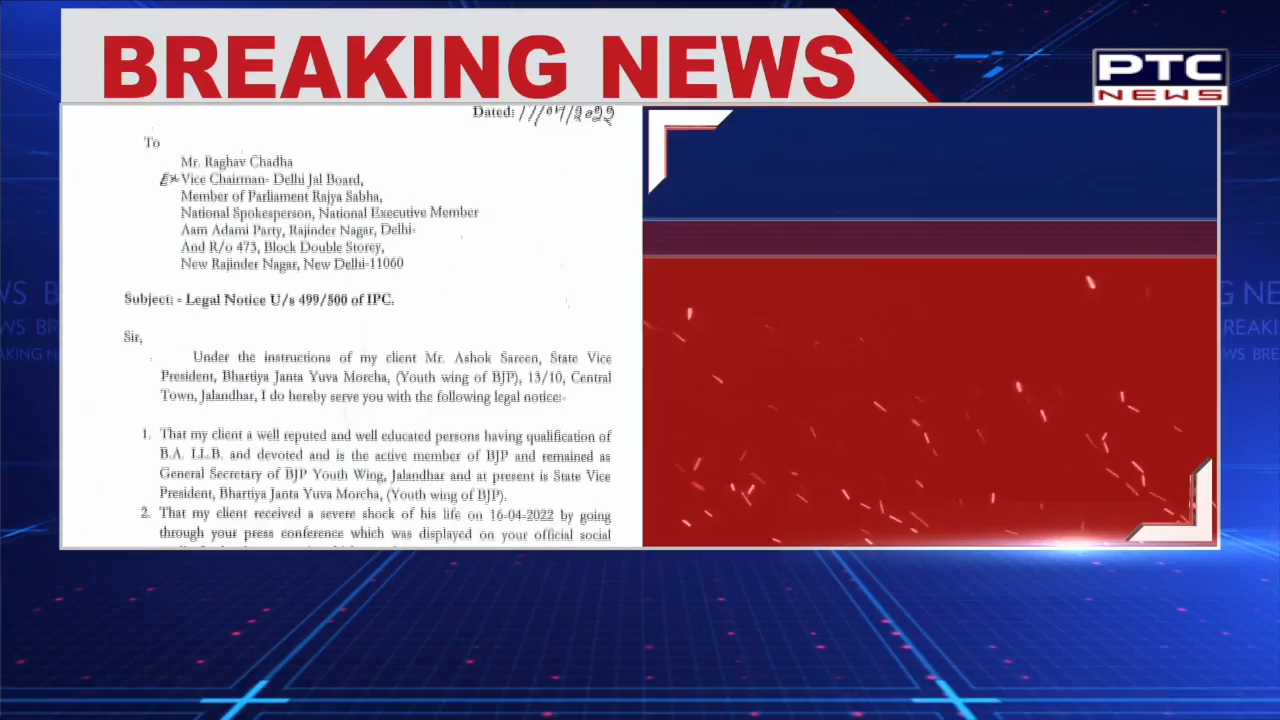 BREAKING NEWS
PTC
NEWS
Dated: 17/04/2022
To
Mr. Raghav Chadha
Ex Vice Chairman- Delhi Jal Board,
Member of Parliament Rajya Sabha,
National Spokesperson, National Executive Member
Aam Adami Party, Rajinder Nagar, Delhi-
And R/o 473, Block Double Storey,
New Rajinder Nagar, New Delhi-11060
Subject: - Legal Notice U/s 499/500 of IPC.
Sir,
Under the instructions of my client Mr. Ashok Sareen, State Vice
President, Bhartiya Janta Yuva Morcha, (Youth wing of BJP), 13/10, Central
Town, Jalandhar, I do hereby serve you with the following legal notice:-
1. That my client a well reputed and well educated persons having qualification of
B.A. LL.B. and devoted and is the active member of BJP and remained as
General Secretary of BJP Youth Wing, Jalandhar and at present is State Vice
President, Bhartiya Janta Yuva Morcha, (Youth wing of BJP).
2. That my client received a severe shock of his life on 16-04-2022 by going
through your press conference which was displayed on your official social